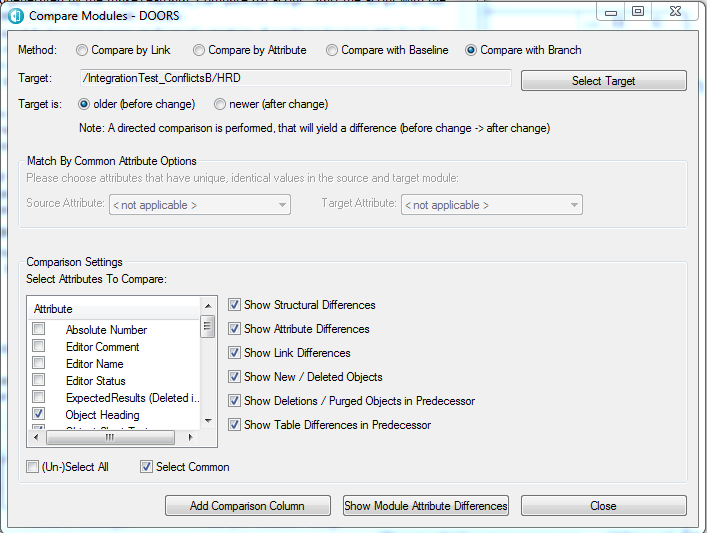 Compare Modules - DOORS
Method: Compare by Link Compare by Attribute Compare with Baseline Compare with Branch
Target: /IntegrationTest_ConflictsB/HRD Select Target
Target is: older (before change) newer (after change)
Note: A directed comparison is performed, that will yield a difference (before change -> after change)
Match By Common Attribute Options
Please choose attributes that have unique, identical values in the source and target module:
Source Attribute: < not applicable > Target Attribute: < not applicable >
Comparison Settings
Select Attributes To Compare:
Attribute
Absolute Number
Editor Comment
Editor Name
Editor Status
ExpectedResults (Deleted i...
Object Heading
Show Structural Differences
Show Attribute Differences
Show Link Differences
Show New / Deleted Objects
Show Deletions / Purged Objects in Predecessor
Show Table Differences in Predecessor
(Un-)Select All Select Common
Add Comparison Column Show Module Attribute Differences Close